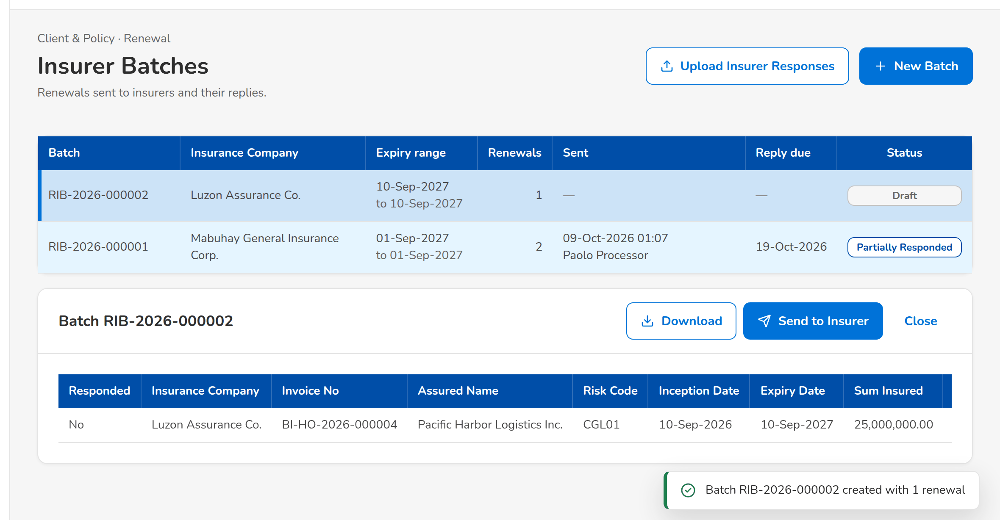 Client & Policy · Renewal
Insurer Batches
Renewals sent to insurers and their replies.
Upload Insurer Responses
New Batch
Batch Insurance Company Expiry range Renewals Sent Reply due Status
RIB-2026-000002 Luzon Assurance Co. 10-Sep-2027 1 — — Draft
to 10-Sep-2027
RIB-2026-000001 Mabuhay General Insurance 01-Sep-2027 2 09-Oct-2026 01:07 19-Oct-2026 Partially Responded
Corp. to 01-Sep-2027 Paolo Processor
Batch RIB-2026-000002
Download
Send to Insurer
Close
Responded Insurance Company Invoice No Assured Name Risk Code Inception Date Expiry Date Sum Insured
No Luzon Assurance Co. BI-HO-2026-000004 Pacific Harbor Logistics Inc. CGL01 10-Sep-2026 10-Sep-2027 25,000,000.00
Batch RIB-2026-000002 created with 1 renewal